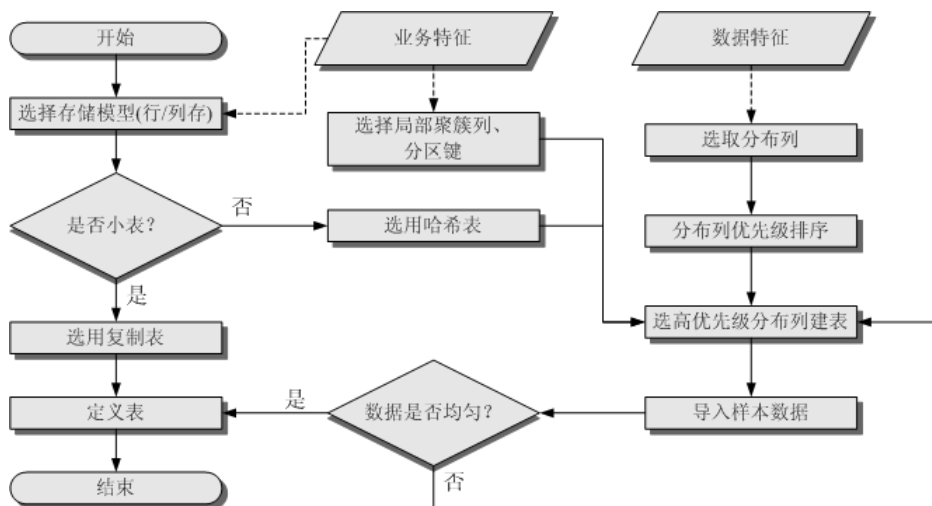 开始
业务特征
数据特征
选择存储模型(行/列存)
选择局部聚簇列、
分区键
选取分布列
是否小表?
否
选用哈希表
分布列优先级排序
是
选用复制表
选高优先级分布列建表
定义表
是
数据是否均匀?
导入样本数据
否
结束